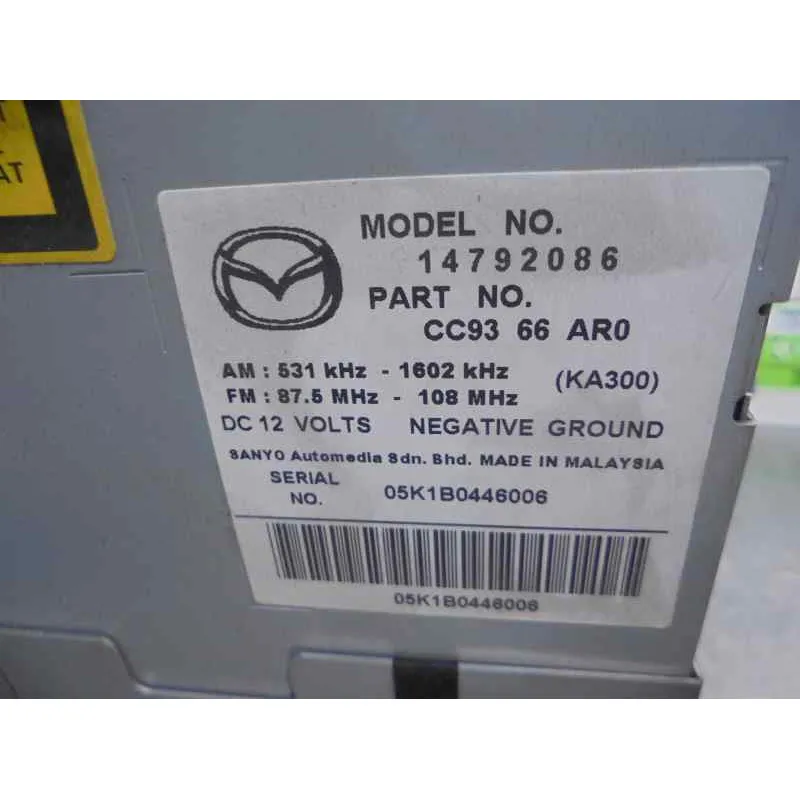 AT
MODEL NO.
14792086
PART NO.
CC93 66 AR0
AM : 531 kHz - 1602 kHz
(KA300)
FM : 87.5 MHz - 108 MHz
DC 12 VOLTS NEGATIVE GROUND
SANYO Automedia Sdn. Bhd. MADE IN MALAYSIA
SERIAL
NO.
05K1B0446006
05K1B0446006